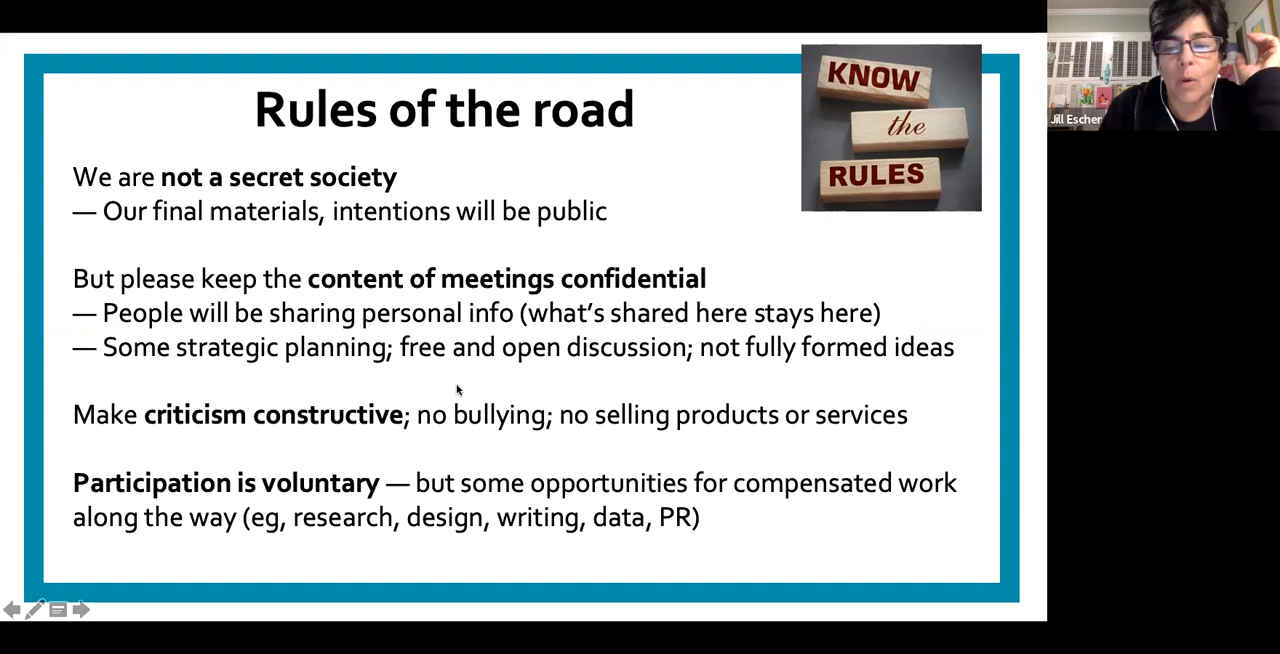 Rules of the road
KNOW
the
RULES
We are not a secret society
— Our final materials, intentions will be public
But please keep the content of meetings confidential
— People will be sharing personal info (what’s shared here stays here)
— Some strategic planning; free and open discussion; not fully formed ideas
Make criticism constructive; no bullying; no selling products or services
Participation is voluntary — but some opportunities for compensated work
along the way (eg, research, design, writing, data, PR)
Jill Escher